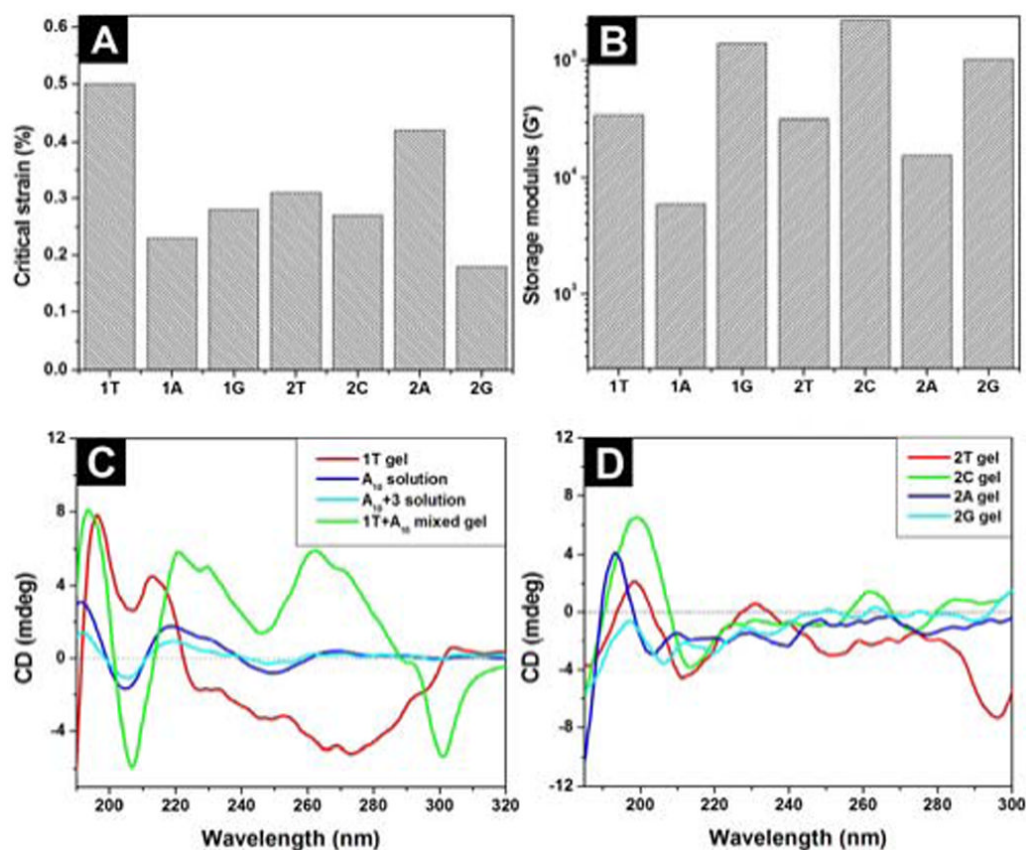 A
Critical strain (%)
0.6
0.5
0.4
0.3
0.2
0.1
0.0
1T 1A 1G 2T 2C 2A 2G
B
Storage modulus (G')
10⁵
10⁴
10³
1T 1A 1G 2T 2C 2A 2G
C
1T gel
A₁₀ solution
A₁₀+3 solution
1T+A₁₀ mixed gel
CD (mdeg)
12
8
4
0
-4
200 220 240 260 280 300 320
Wavelength (nm)
D
2T gel
2C gel
2A gel
2G gel
CD (mdeg)
12
8
4
0
-4
-8
-12
200 220 240 260 280 300
Wavelength (nm)